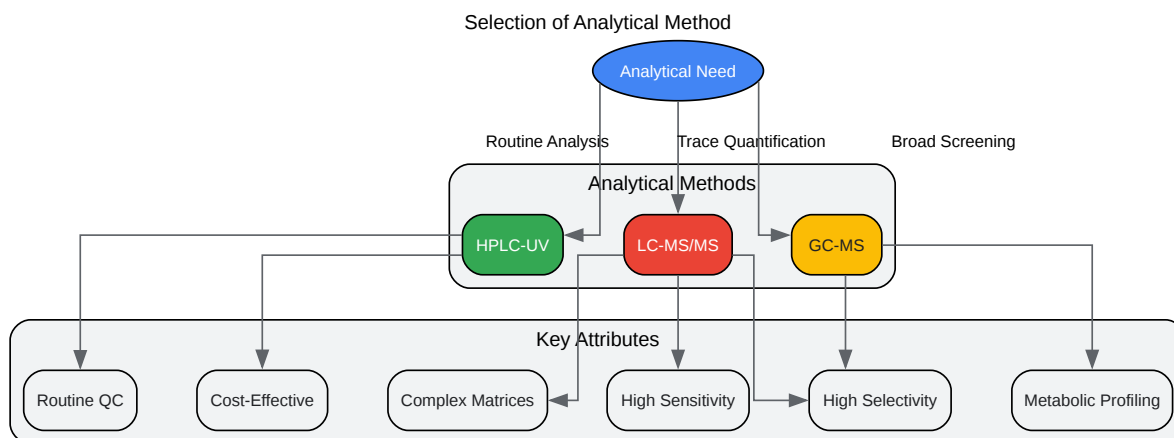 Selection of Analytical Method
Analytical Need
Routine Analysis
Trace Quantification
Broad Screening
Analytical Methods
HPLC-UV
LC-MS/MS
GC-MS
Key Attributes
Routine QC
Cost-Effective
Complex Matrices
High Sensitivity
High Selectivity
Metabolic Profiling